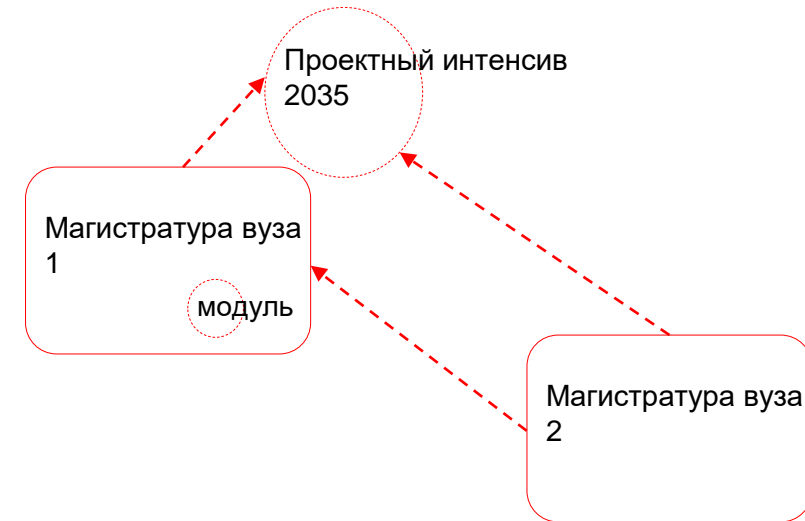 Проектный интенсив
2035
Магистратура вуза
1
модуль
Магистратура вуза
2